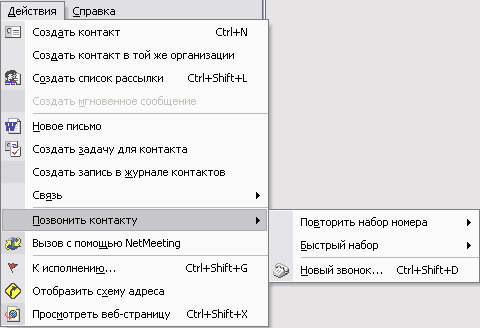 Действия Справка
Создать контакт Ctrl+N
Создать контакт в той же организации
Создать список рассылки Ctrl+Shift+L
Создать мгновенное сообщение
Новое письмо
Создать задачу для контакта
Создать запись в журнале контактов
Связь
Позвонить контакту
Повторить набор номера
Вызов с помощью NetMeeting
Быстрый набор
К исполнению... Ctrl+Shift+G
Новый звонок... Ctrl+Shift+D
Отобразить схему адреса
Просмотреть веб-страницу Ctrl+Shift+X